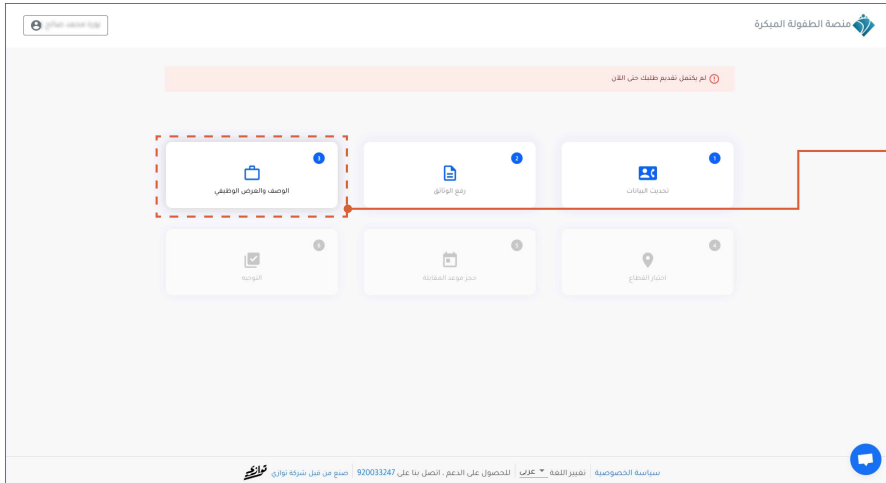 منصة الطفولة المبكرة
لم يكتمل تقديم طلبك حتى الآن
1
تحديث البيانات
2
رفع الوثائق
3
الوصف والعرض الوظيفي
4
اختيار القطاع
5
حجز موعد المقابلة
6
التوجيه
سياسة الخصوصية | تغيير اللغة عربي | للحصول على الدعم ، اتصل بنا على 920033247 | صنع من قبل شركة توازي توازي